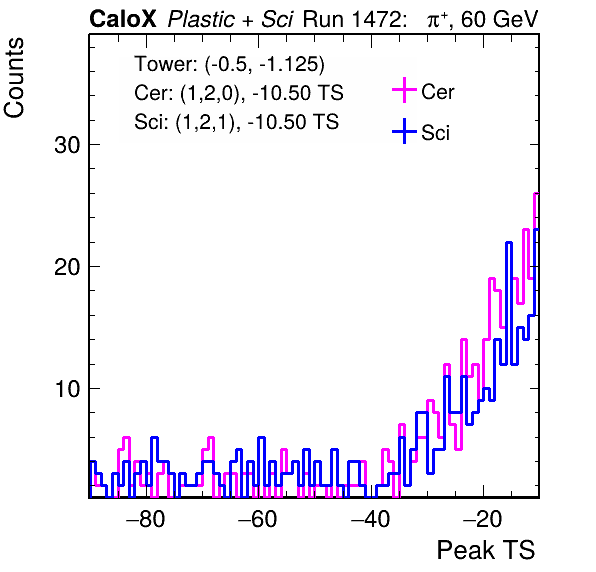 CaloX Plastic + Sci Run 1472: π⁺, 60 GeV
Counts
Tower: (-0.5, -1.125)
Cer: (1,2,0), -10.50 TS
Sci: (1,2,1), -10.50 TS
Cer
Sci
30
20
10
−80 −60 −40 −20
Peak TS